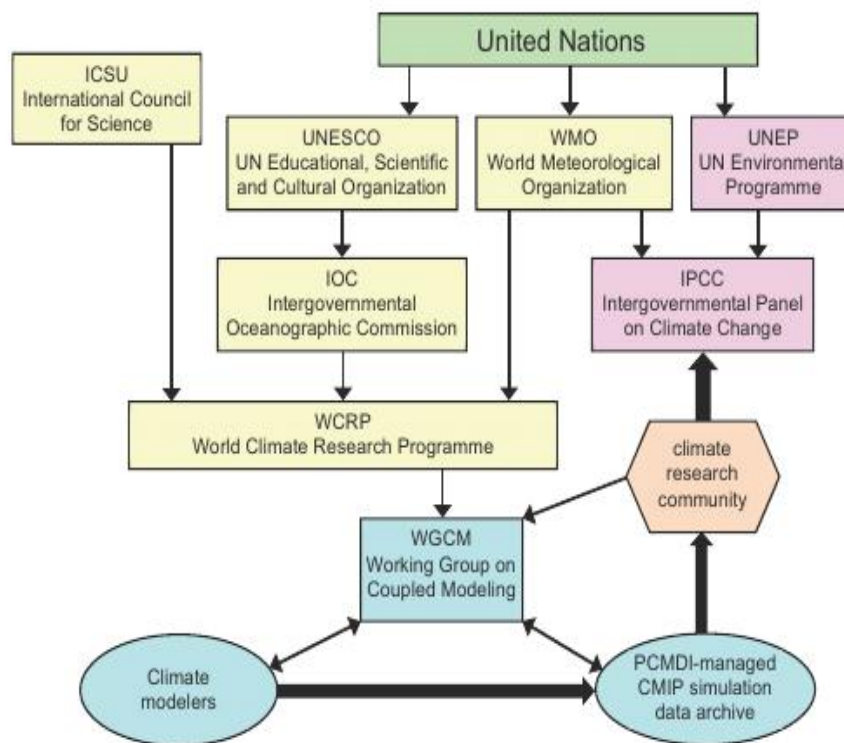 United Nations
ICSU
International Council
for Science
UNESCO
UN Educational, Scientific
and Cultural Organization
WMO
World Meteorological
Organization
UNEP
UN Environmental
Programme
IOC
Intergovernmental
Oceanographic Commission
IPCC
Intergovernmental Panel
on Climate Change
WCRP
World Climate Research Programme
climate
research
community
WGCM
Working Group on
Coupled Modeling
Climate
modelers
PCMDI-managed
CMIP simulation
data archive